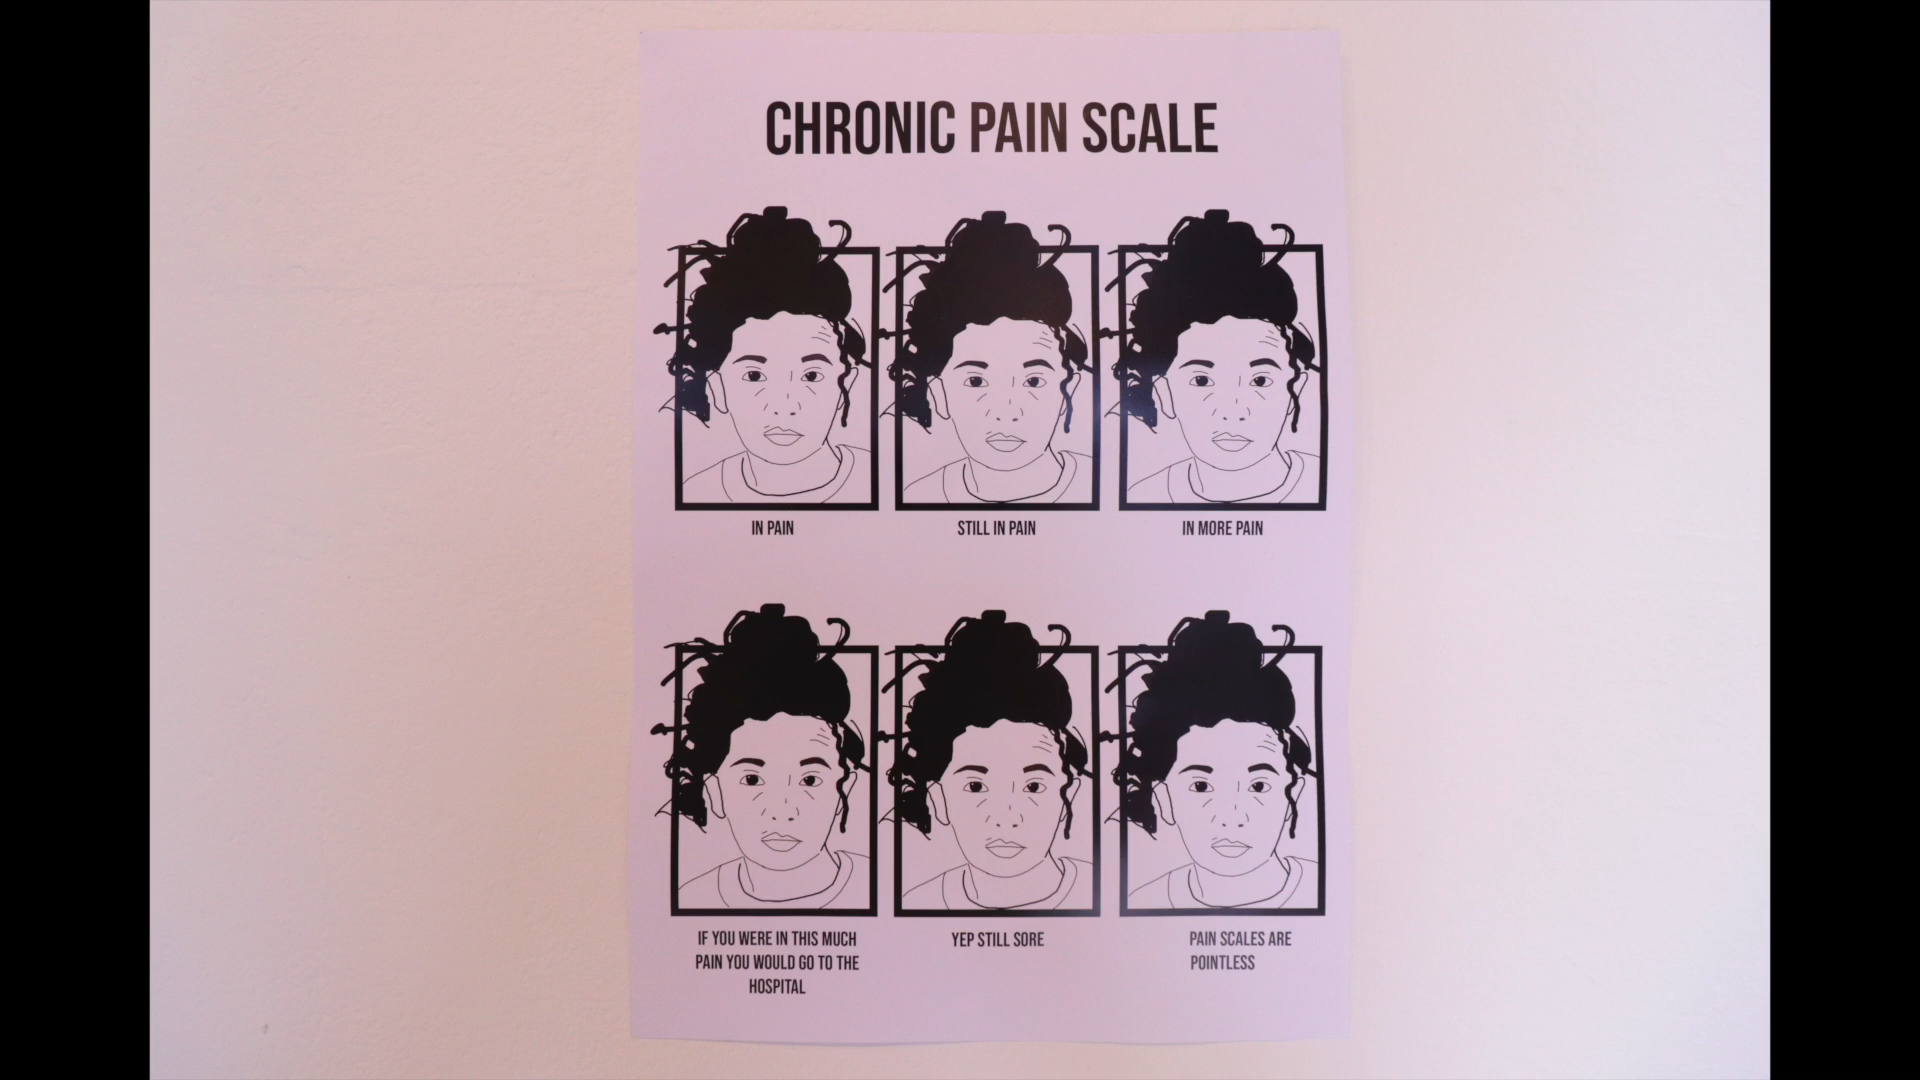 CHRONIC PAIN SCALE
IN PAIN
STILL IN PAIN
IN MORE PAIN
IF YOU WERE IN THIS MUCH
PAIN YOU WOULD GO TO THE
HOSPITAL
YEP STILL SORE
PAIN SCALES ARE
POINTLESS